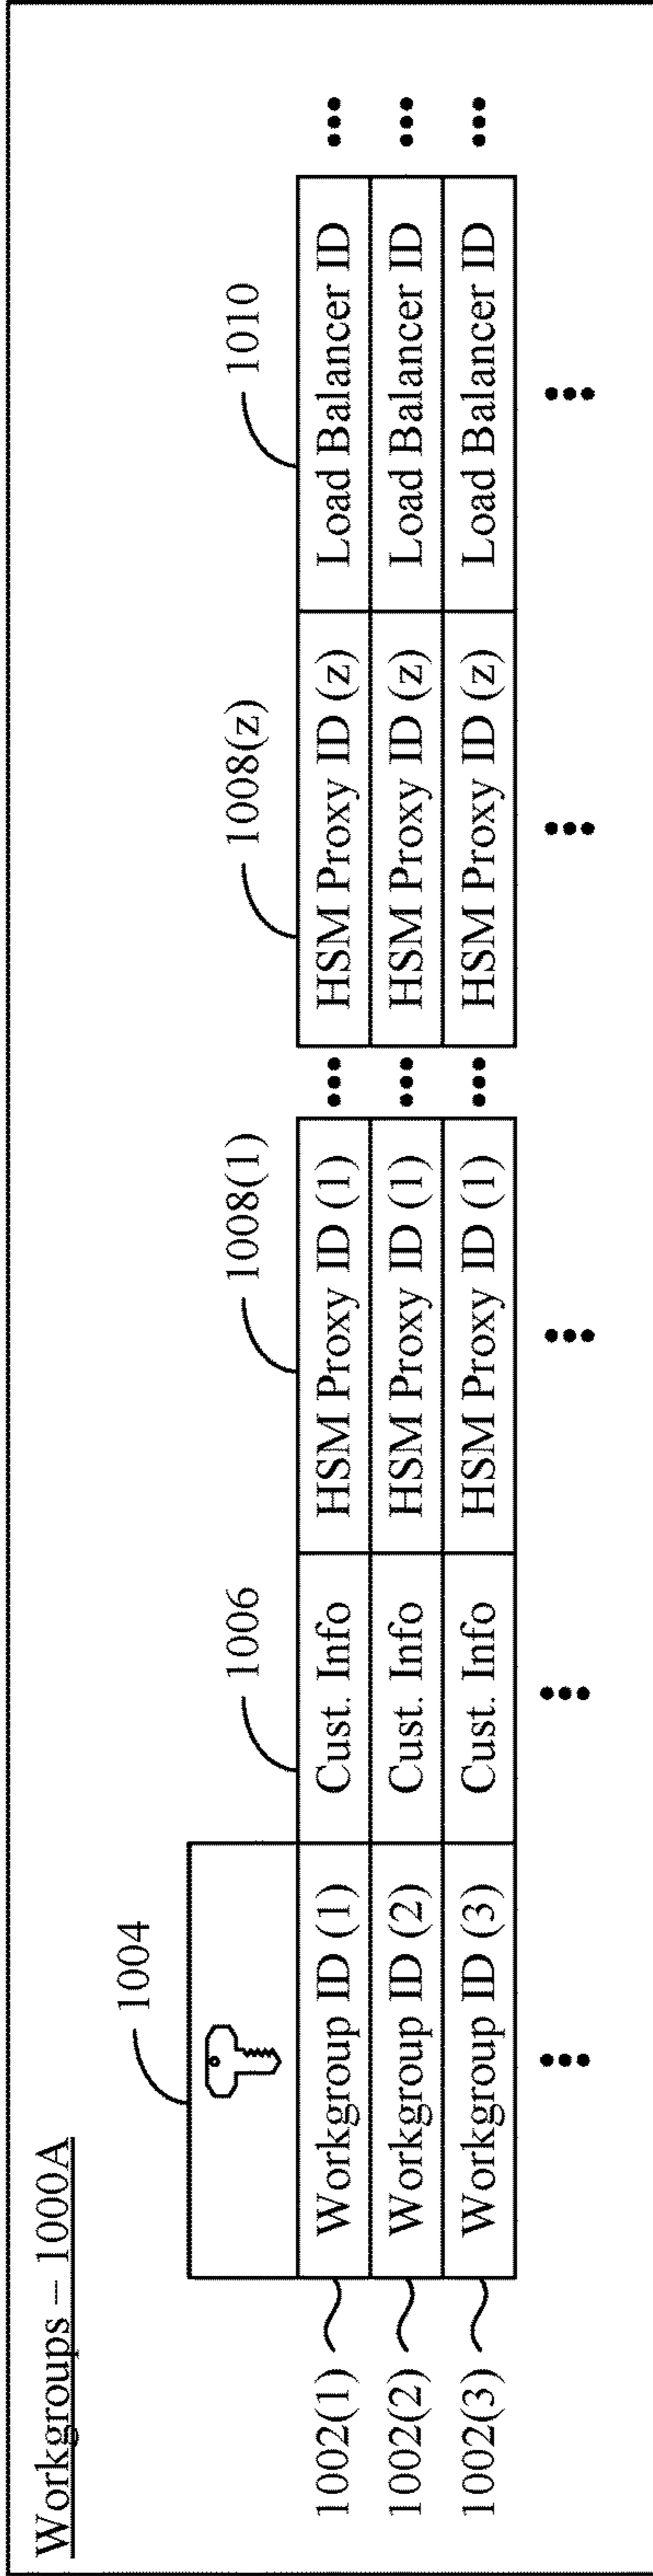 Workgroups – 1000A
1004
1006
1008(1)
1008(z)
1010
1002(1) Workgroup ID (1) Cust. Info HSM Proxy ID (1) ••• HSM Proxy ID (z) Load Balancer ID •••
1002(2) Workgroup ID (2) Cust. Info HSM Proxy ID (1) ••• HSM Proxy ID (z) Load Balancer ID •••
1002(3) Workgroup ID (3) Cust. Info HSM Proxy ID (1) ••• HSM Proxy ID (z) Load Balancer ID •••